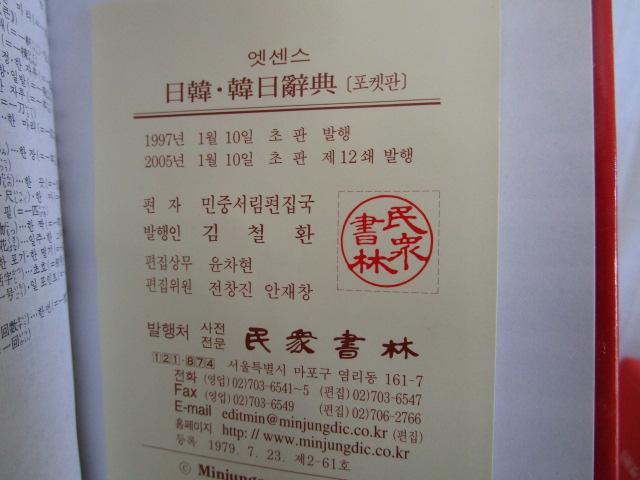 엣센스
日韓·韓日辭典 [포켓판]
1997년 1월 10일 초 판 발행
2005년 1월 10일 초 판 제12쇄 발행
편 자 민중서림편집국
발행인 김 철 환
편집상무 윤차현
편집위원 전창진 안재창
民衆書林
발행처 사전전문 民衆書林
121-874 서울특별시 마포구 염리동 161-7
전화 (영업)02)703-6541~5 (편집)02)703-6547
Fax (영업)02)703-6549 (편집)02)706-2766
E-mail editmin@minjungdic.co.kr (편집)
홈페이지 http://www.minjungdic.co.kr
등록 1979. 7. 23. 제2-61호